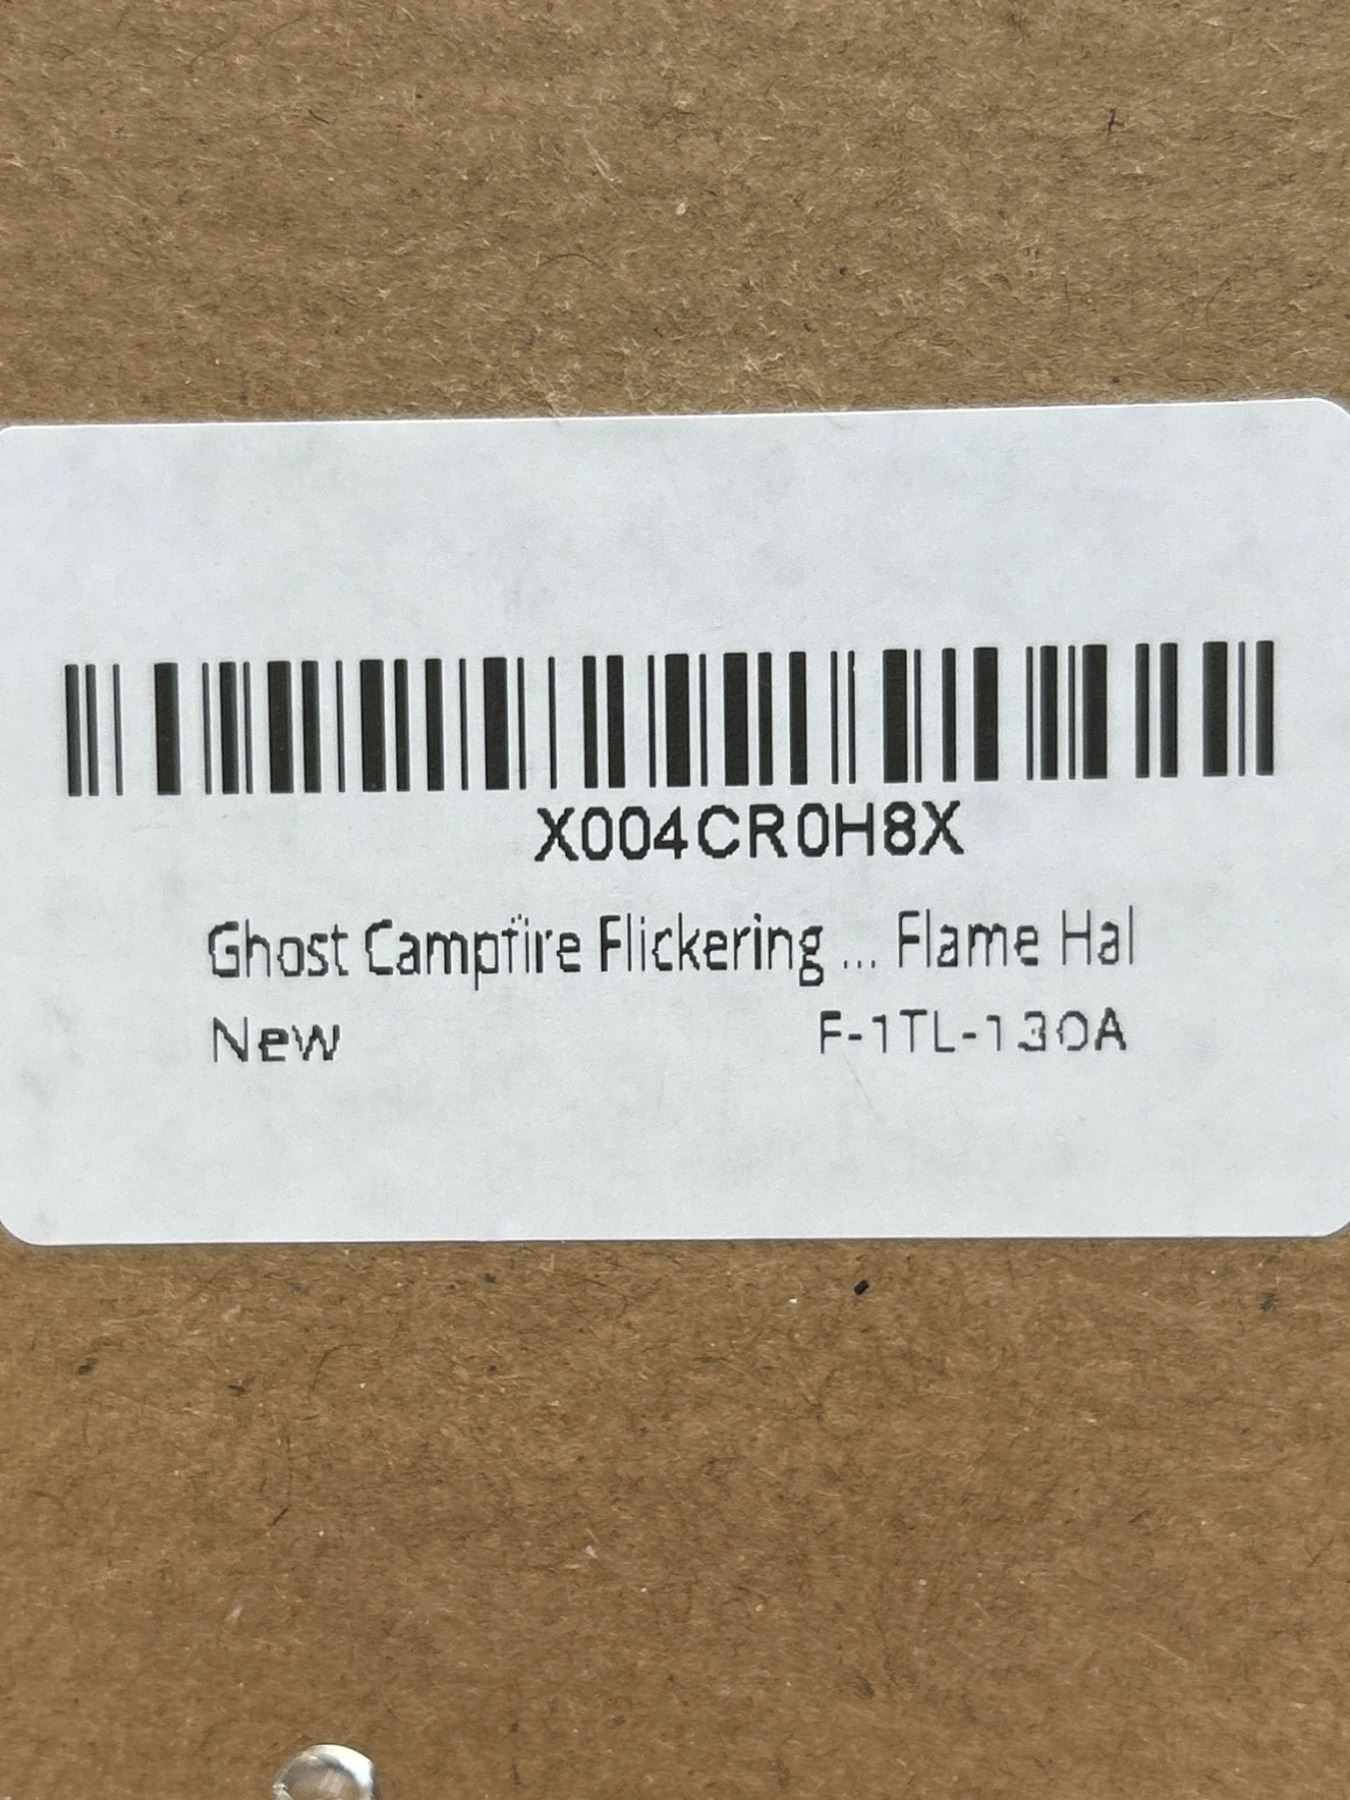 X004CR0H8X
Ghost Campfire Flickering ... Flame Hal
New F-1TL-130A